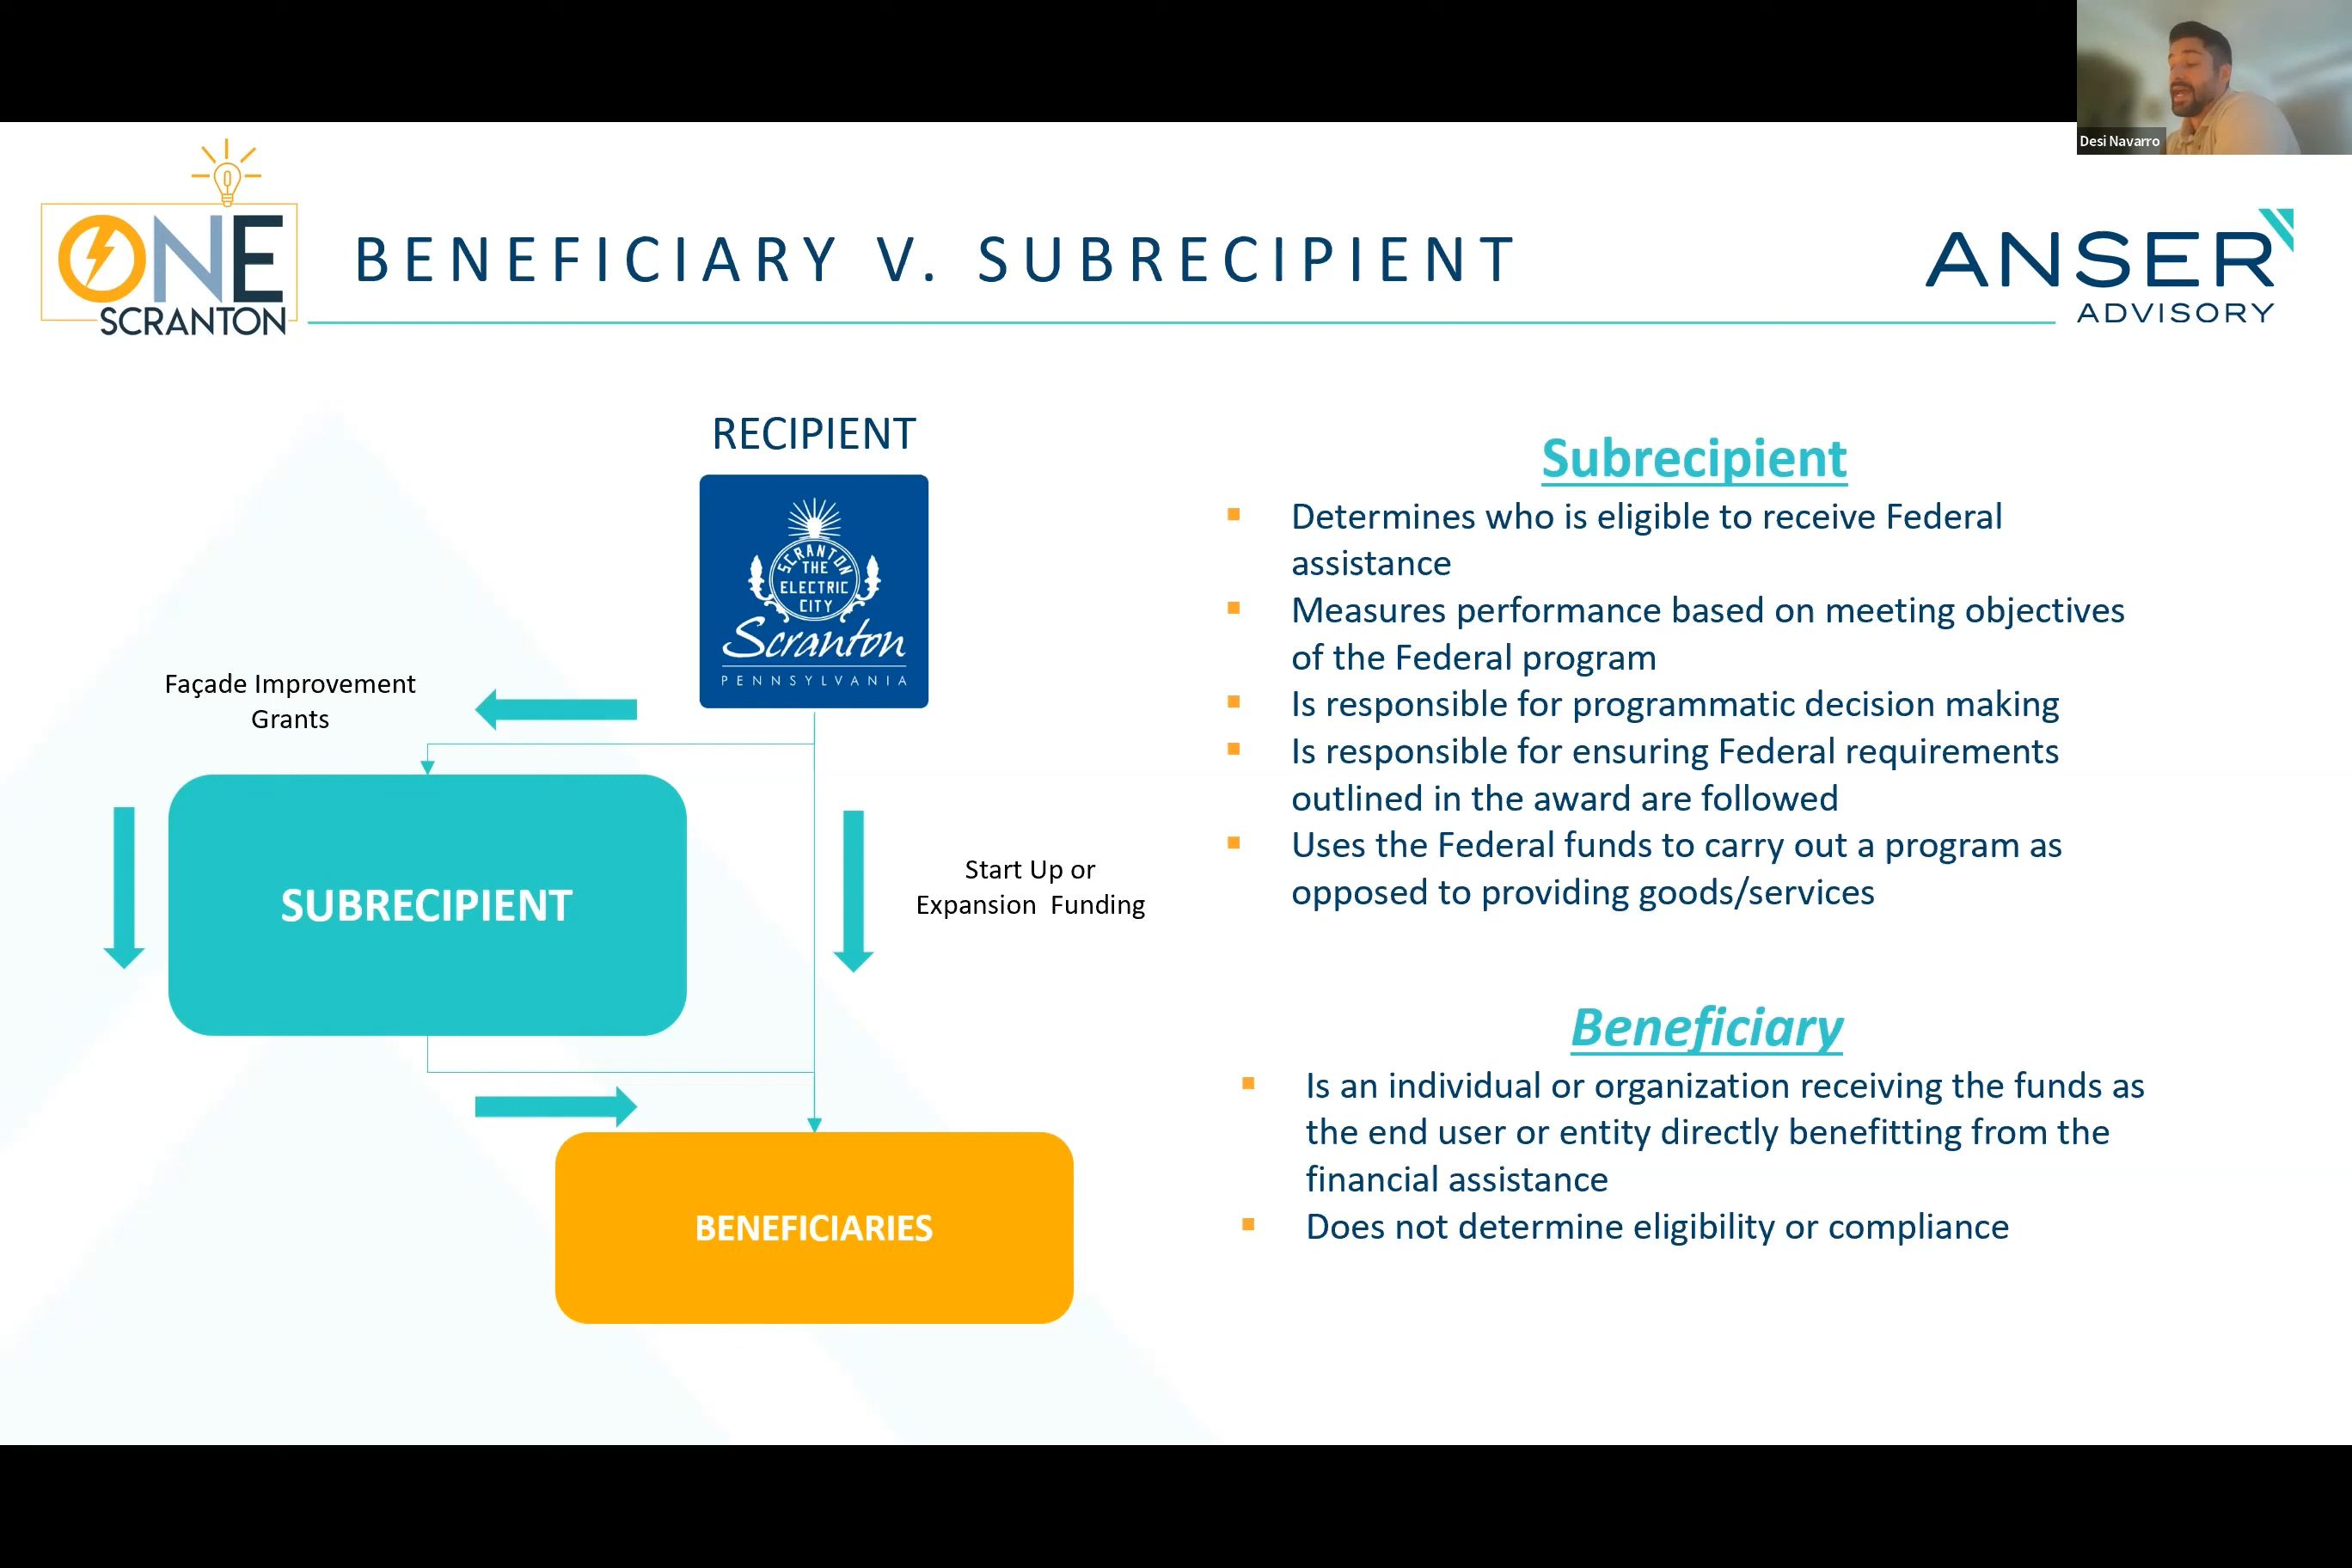 Desi Navarro
ONE
SCRANTON
BENEFICIARY V. SUBRECIPIENT
ANSER
ADVISORY
RECIPIENT
SCRANTON
THE
ELECTRIC
CITY
Scranton
PENNSYLVANIA
Façade Improvement
Grants
SUBRECIPIENT
Start Up or
Expansion Funding
BENEFICIARIES
Subrecipient
Determines who is eligible to receive Federal
assistance
Measures performance based on meeting objectives
of the Federal program
Is responsible for programmatic decision making
Is responsible for ensuring Federal requirements
outlined in the award are followed
Uses the Federal funds to carry out a program as
opposed to providing goods/services
Beneficiary
Is an individual or organization receiving the funds as
the end user or entity directly benefitting from the
financial assistance
Does not determine eligibility or compliance